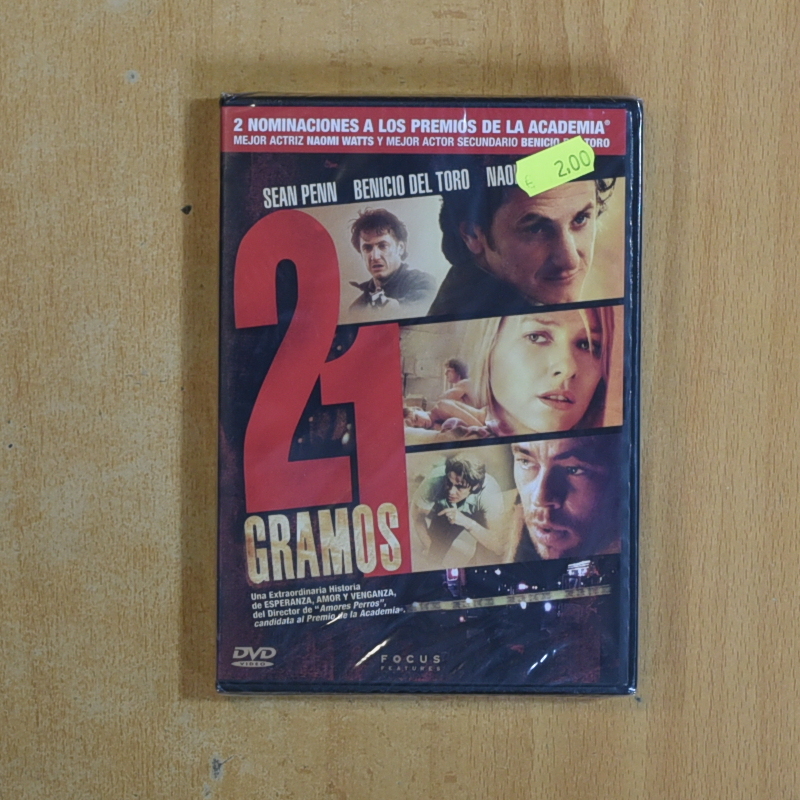 2 NOMINACIONES A LOS PREMIOS DE LA ACADEMIA®
MEJOR ACTRIZ NAOMI WATTS Y MEJOR ACTOR SECUNDARIO BENICIO DEL TORO
€ 2,00
SEAN PENN BENICIO DEL TORO
21
GRAMOS
Una Extraordinaria Historia
de ESPERANZA, AMOR Y VENGANZA,
del Director de "Amores Perros",
candidata al Premio de la Academia®.
DVD
VIDEO
FOCUS
FEATURES